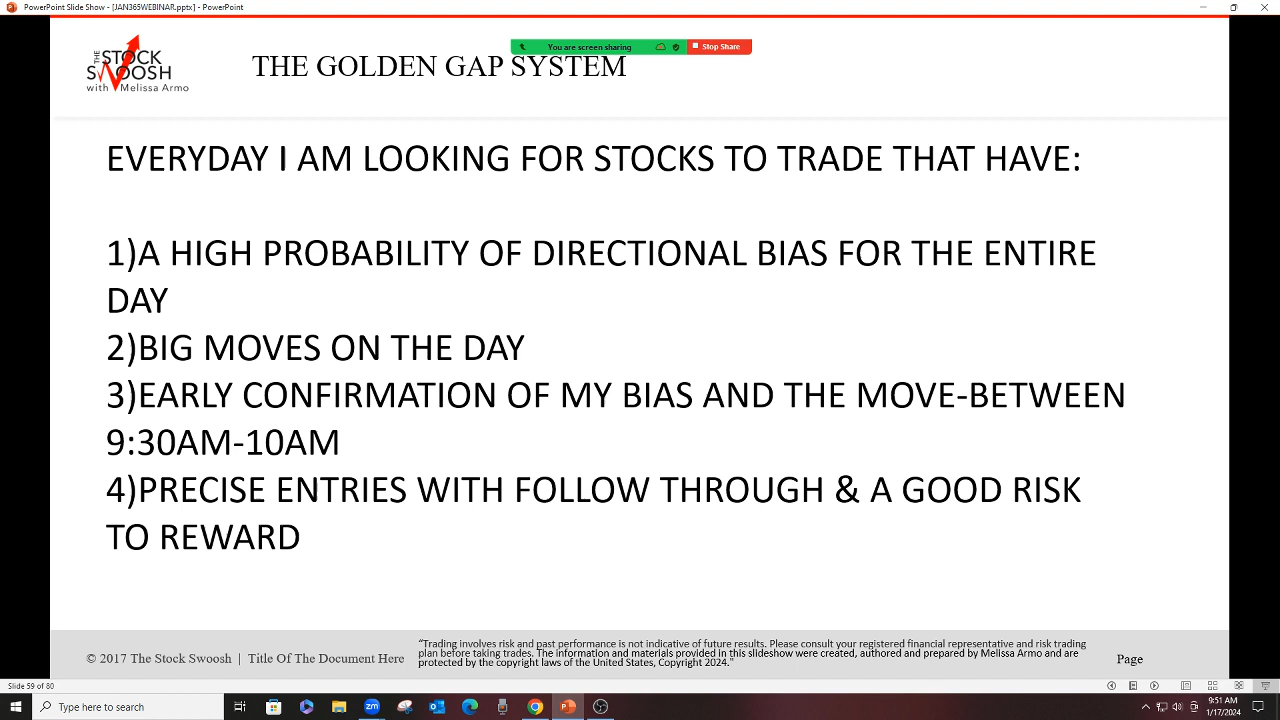 PowerPoint Slide Show - [JAN365WEBINAR.pptx] - PowerPoint
You are screen sharing
Stop Share
THE
STOCK
SWOOSH
with Melissa Armo
THE GOLDEN GAP SYSTEM
EVERYDAY I AM LOOKING FOR STOCKS TO TRADE THAT HAVE:
1)A HIGH PROBABILITY OF DIRECTIONAL BIAS FOR THE ENTIRE
DAY
2)BIG MOVES ON THE DAY
3)EARLY CONFIRMATION OF MY BIAS AND THE MOVE-BETWEEN
9:30AM-10AM
4)PRECISE ENTRIES WITH FOLLOW THROUGH & A GOOD RISK
TO REWARD
"Trading involves risk and past performance is not indicative of future results. Please consult your registered financial representative and risk trading
plan before taking trades. The information and materials provided in this slideshow were created, authored and prepared by Melissa Armo and are
protected by the copyright laws of the United States, Copyright 2024."
© 2017 The Stock Swoosh | Title Of The Document Here
Page
Slide 59 of 80
Type here to search
zm
9:51 AM
1/17/2024